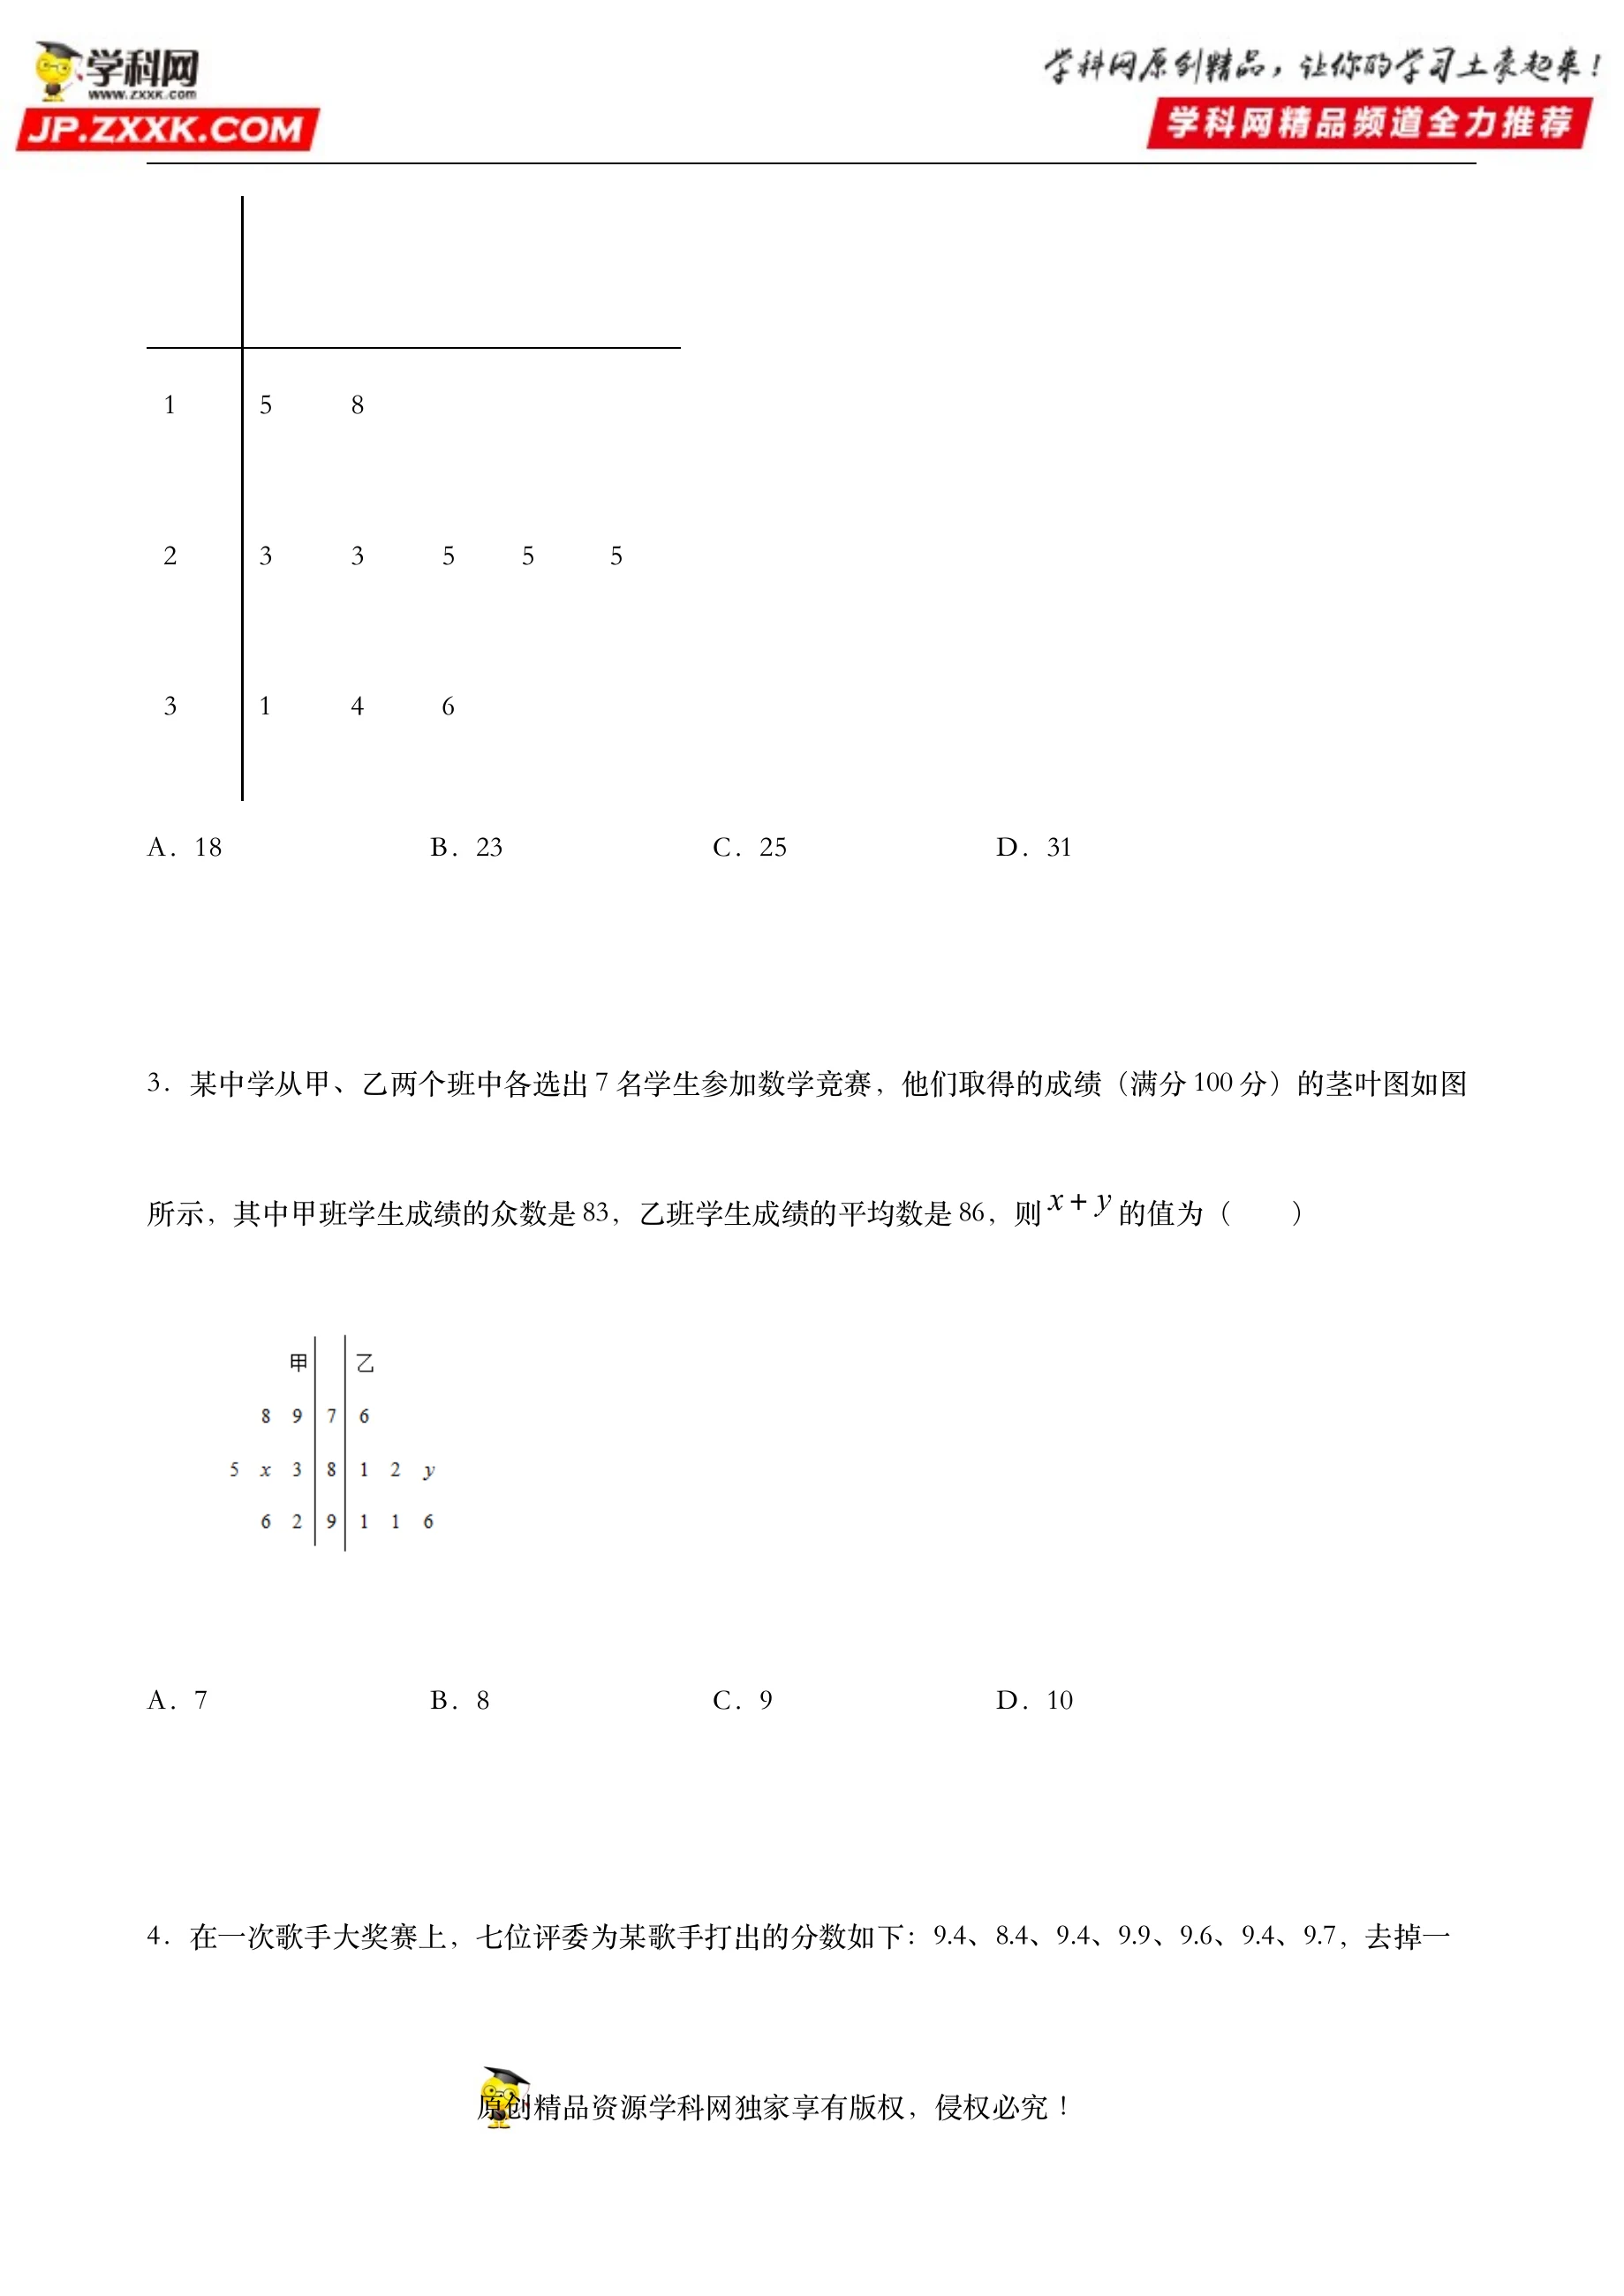 学科网
www.zxxk.com
JP.ZXXK.COM
学科网原创精品，让你的学习土豪起来！
学科网精品频道全力推荐
1 5 8
2 3 3 5 5 5
3 1 4 6
A．18 B．23 C．25 D．31
3．某中学从甲、乙两个班中各选出 7 名学生参加数学竞赛，他们取得的成绩（满分 100 分）的茎叶图如图
所示，其中甲班学生成绩的众数是 83，乙班学生成绩的平均数是 86，则 x + y 的值为（ ）
甲 乙
8 9 7 6
5 x 3 8 1 2 y
6 2 9 1 1 6
A．7 B．8 C．9 D．10
4．在一次歌手大奖赛上，七位评委为某歌手打出的分数如下：9.4、8.4、9.4、9.9、9.6、9.4、9.7，去掉一
原创精品资源学科网独家享有版权，侵权必究！